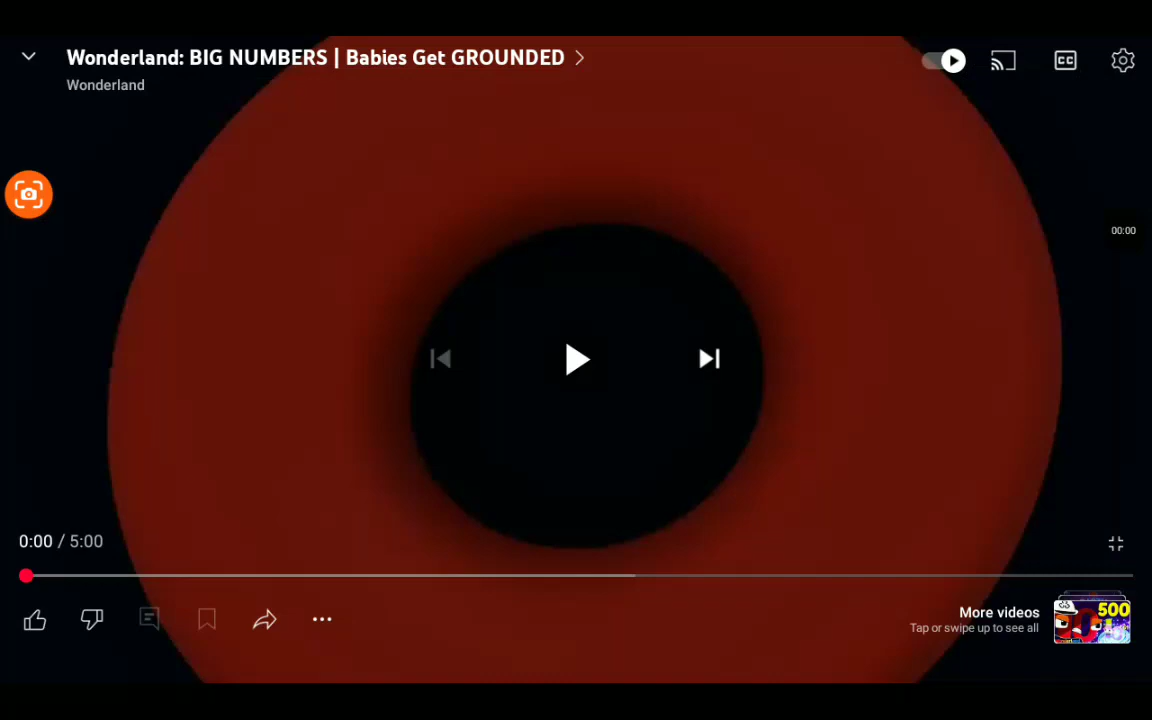 Wonderland: BIG NUMBERS | Babies Get GROUNDED
Wonderland
CC
00:00
0:00 / 5:00
More videos
Tap or swipe up to see all
500